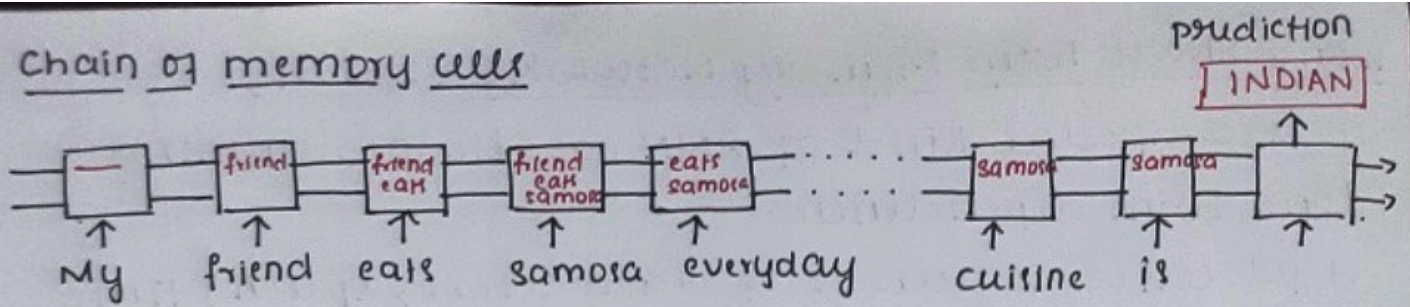 prudiction
Chain of memory cells
INDIAN
friend
friend
eats
friend
eats
samosa
eats
samosa
samosa
samosa
My friend eats samosa everyday cuisine is